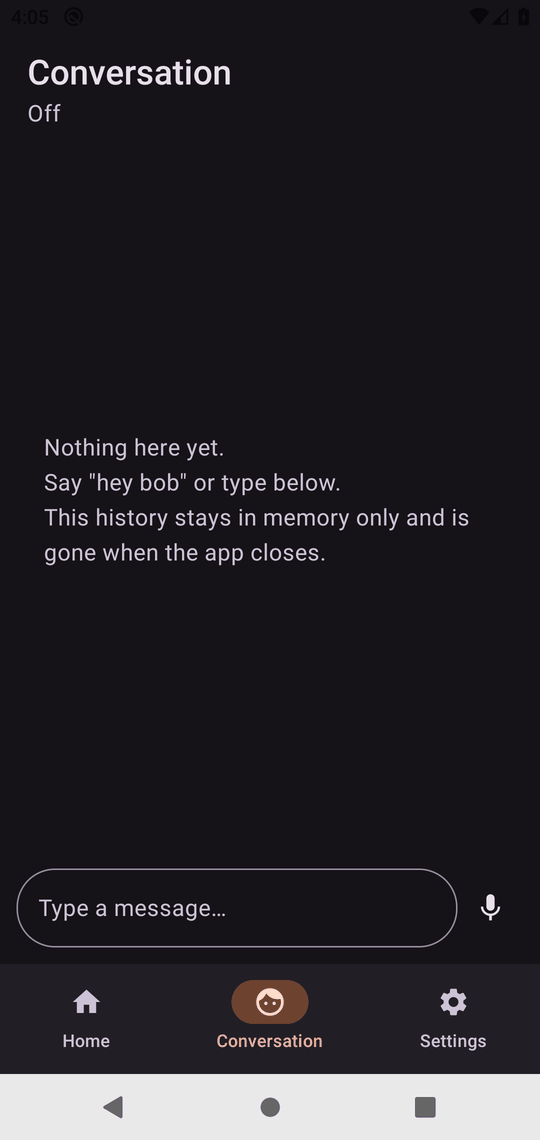 4:05
Conversation
Off
Nothing here yet.
Say "hey bob" or type below.
This history stays in memory only and is
gone when the app closes.
Type a message…
Home
Conversation
Settings